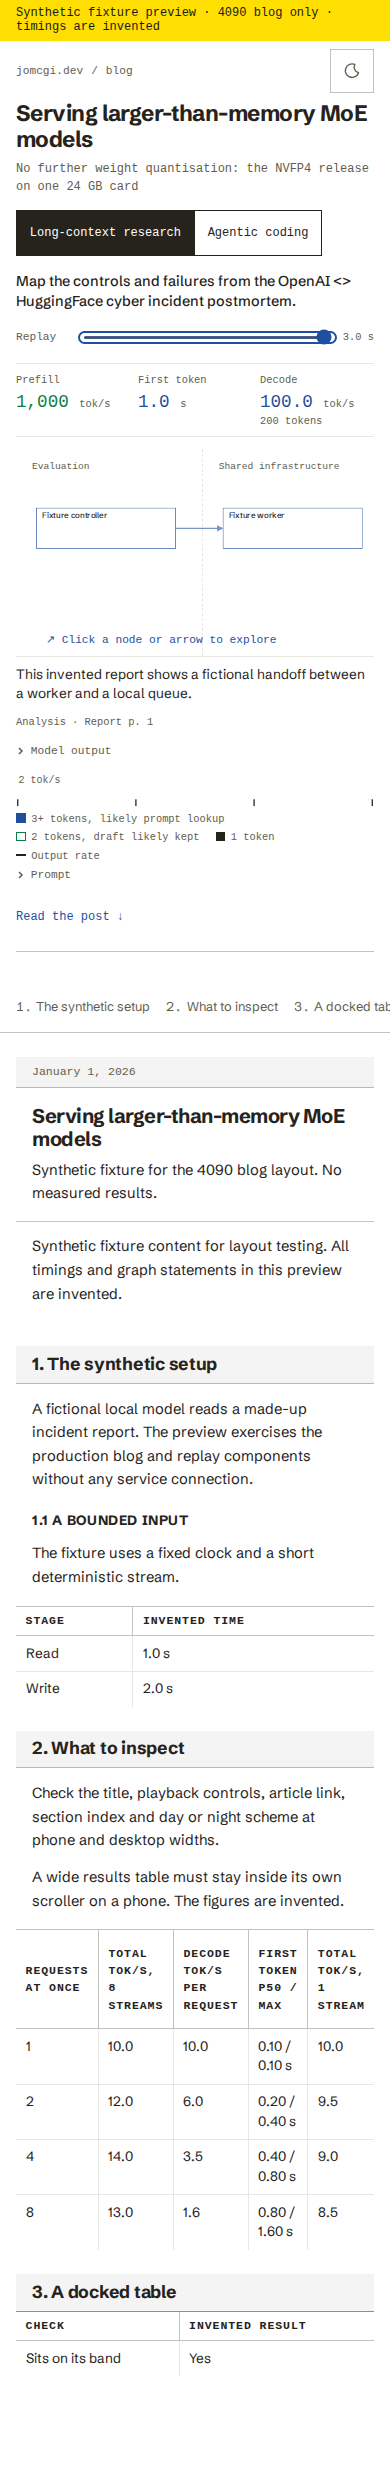 Synthetic fixture preview · 4090 blog only ·
timings are invented
jomcgi.dev / blog
Serving larger-than-memory MoE
models
No further weight quantisation: the NVFP4 release
on one 24 GB card
Long-context research
Agentic coding
Map the controls and failures from the OpenAI <>
HuggingFace cyber incident postmortem.
Replay
3.0 s
Prefill
First token
Decode
1,000 tok/s
1.0 s
100.0 tok/s
200 tokens
Evaluation
Shared infrastructure
Fixture controller
Fixture worker
↗ Click a node or arrow to explore
This invented report shows a fictional handoff between
a worker and a local queue.
Analysis · Report p. 1
› Model output
2 tok/s
3+ tokens, likely prompt lookup
2 tokens, draft likely kept
1 token
Output rate
› Prompt
Read the post ↓
1. The synthetic setup
2. What to inspect
3. A docked tab
January 1, 2026
Serving larger-than-memory MoE
models
Synthetic fixture for the 4090 blog layout. No
measured results.
Synthetic fixture content for layout testing. All
timings and graph statements in this preview
are invented.
1. The synthetic setup
A fictional local model reads a made-up
incident report. The preview exercises the
production blog and replay components
without any service connection.
1.1 A BOUNDED INPUT
The fixture uses a fixed clock and a short
deterministic stream.
STAGE
INVENTED TIME
Read
1.0 s
Write
2.0 s
2. What to inspect
Check the title, playback controls, article link,
section index and day or night scheme at
phone and desktop widths.
A wide results table must stay inside its own
scroller on a phone. The figures are invented.
REQUESTS
AT ONCE
TOTAL
TOK/S,
8
STREAMS
DECODE
TOK/S
PER
REQUEST
FIRST
TOKEN
P50 /
MAX
TOTAL
TOK/S,
1
STREAM
1
10.0
10.0
0.10 /
0.10 s
10.0
2
12.0
6.0
0.20 /
0.40 s
9.5
4
14.0
3.5
0.40 /
0.80 s
9.0
8
13.0
1.6
0.80 /
1.60 s
8.5
3. A docked table
CHECK
INVENTED RESULT
Sits on its band
Yes